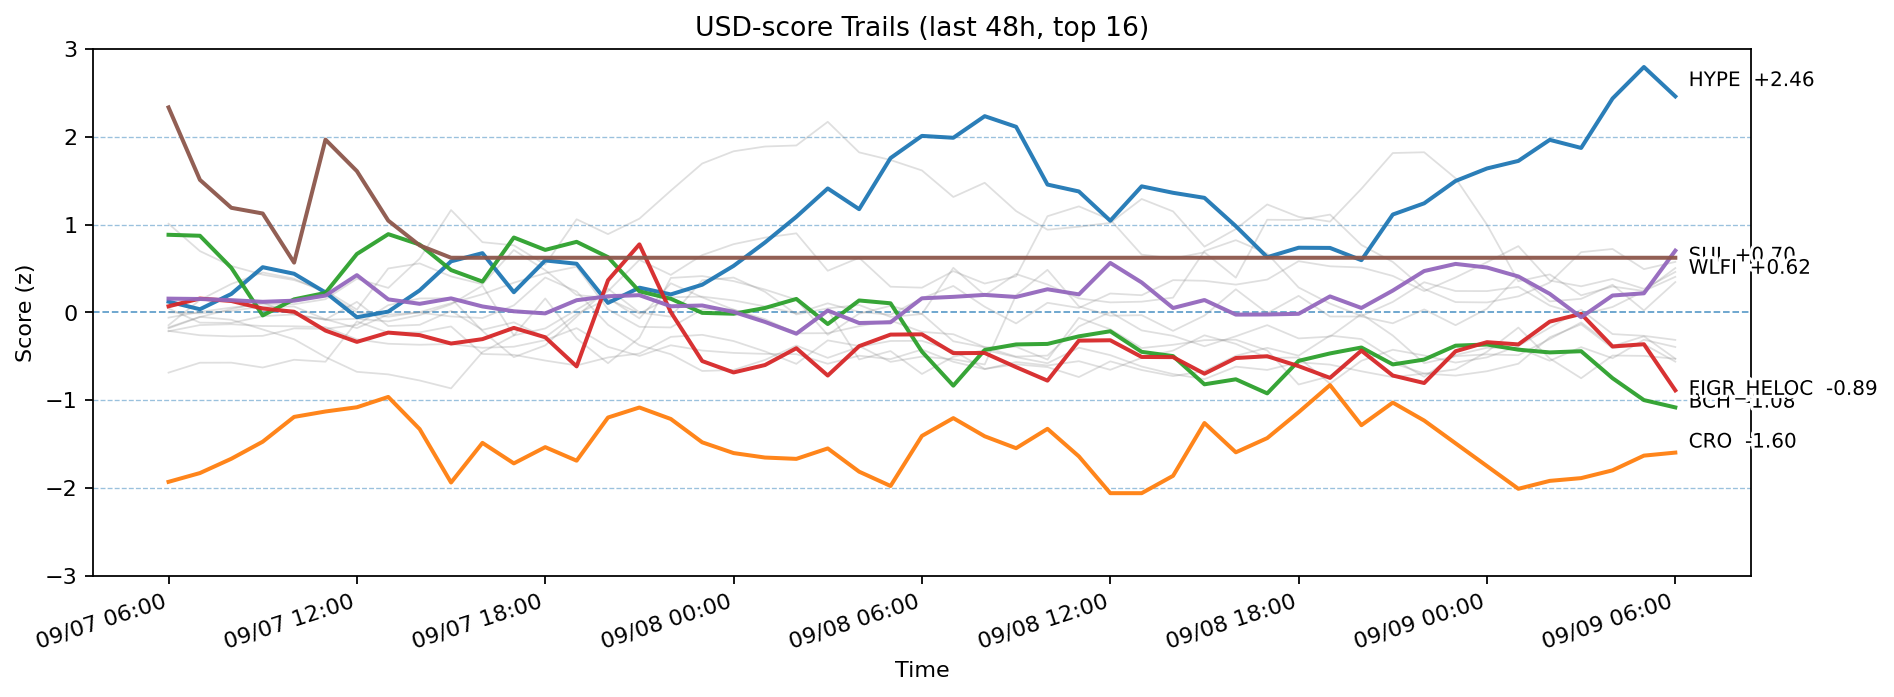 USD-score Trails (last 48h, top 16)
Score (z)
3
2
1
0
−1
−2
−3
HYPE +2.46
+0.70
WLFI +0.62
FIGR_HELOC -0.89
BCH -1.08
CRO -1.60
09/07 06:00
09/07 12:00
09/07 18:00
09/08 00:00
09/08 06:00
09/08 12:00
09/08 18:00
09/09 00:00
09/09 06:00
Time